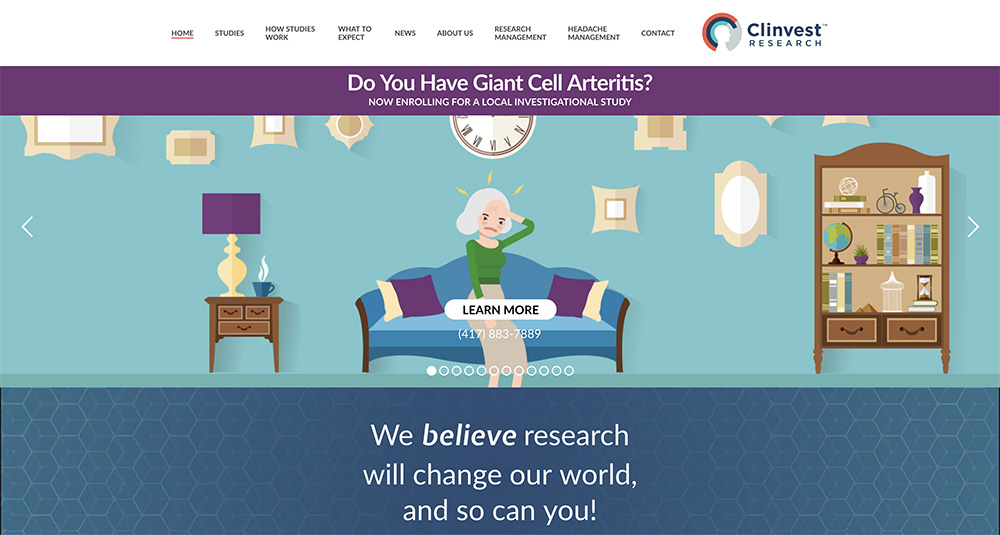 HOME
STUDIES
HOW STUDIES
WORK
WHAT TO
EXPECT
NEWS
ABOUT US
RESEARCH
MANAGEMENT
HEADACHE
MANAGEMENT
CONTACT
Clinvest™
RESEARCH
Do You Have Giant Cell Arteritis?
NOW ENROLLING FOR A LOCAL INVESTIGATIONAL STUDY
LEARN MORE
(417) 883-7889
We believe research
will change our world,
and so can you!